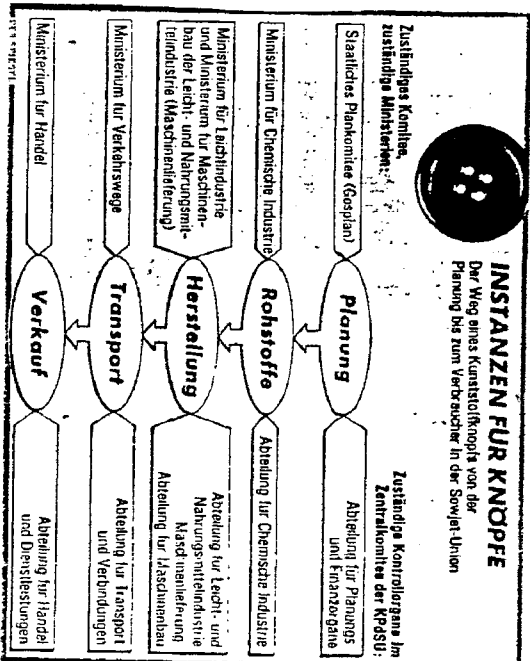 INSTANZEN FÜR KNÖPFE
Der Weg eines Kunststoffknopfs von der
Planung bis zum Verbraucher in der Sowjet-Union
Zuständiges Komitee,
zuständige Ministerien:
Zuständige Kontrollorgane im
Zentralkomitee der KPdSU:
Staatliches Plankomitee (Gosplan)
Planung
Abteilung für Planungs
und Finanzorgane
Ministerium für Chemische Industrie
Rohstoffe
Abteilung für Chemische Industrie
Ministerium für Leichtindustrie
und Ministerium für Maschinen-
bau der Leicht- und Nahrungsmit-
telindustrie (Maschinenlieferung)
Herstellung
Abteilung für Leicht- und
Nahrungsmittelindustrie
Maschinenlieferung
Abteilung für Maschinenbau
Ministerium für Verkehrswege
Transport
Abteilung für Transport
und Verbindungen
Ministerium für Handel
Verkauf
Abteilung für Handel
und Dienstleistungen
DER SPIEGEL